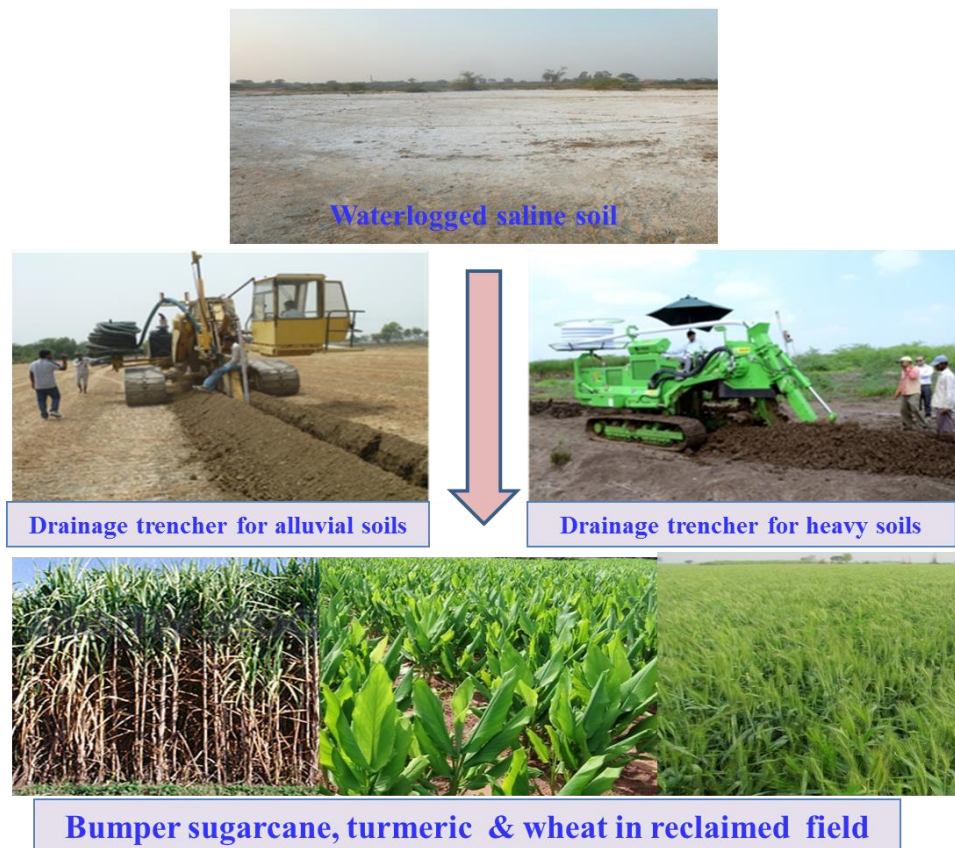 Waterlogged saline soil
Drainage trencher for alluvial soils
Drainage trencher for heavy soils
Bumper sugarcane, turmeric & wheat in reclaimed field